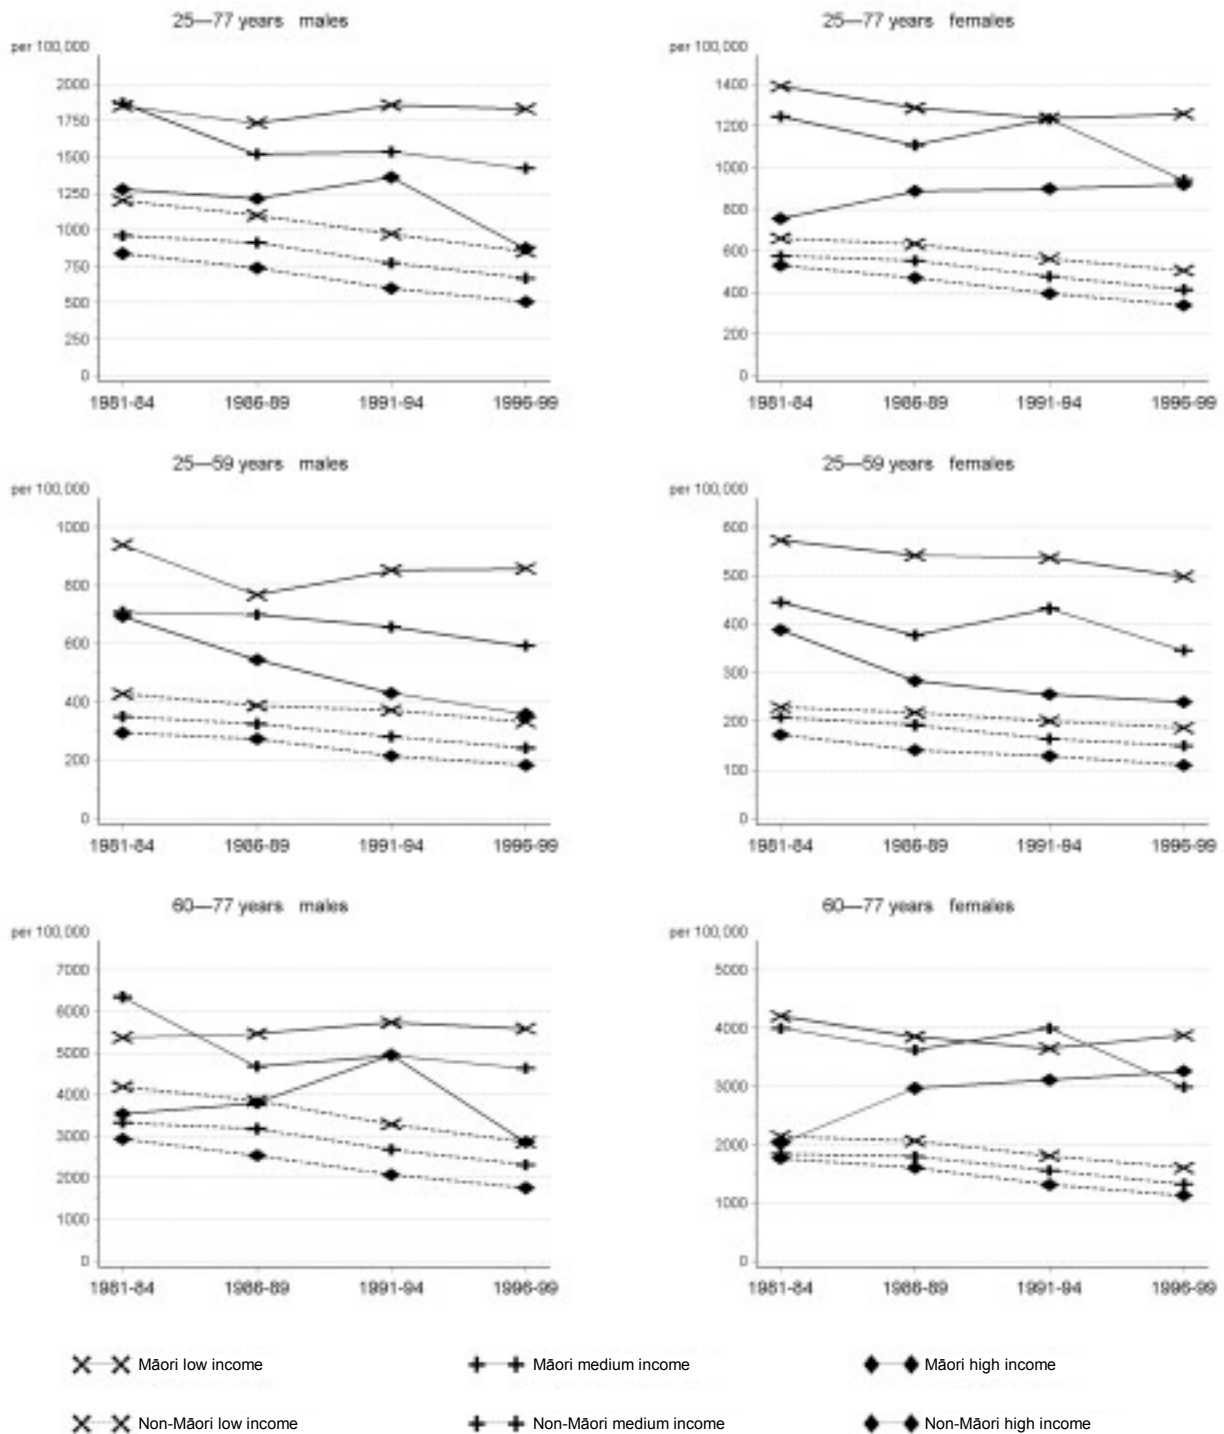 25—77 years males
per 100,000
2000
1750
1500
1250
1000
750
500
250
0
1981-84 1986-89 1991-94 1996-99
25—77 years females
per 100,000
1400
1200
1000
800
600
400
200
0
1981-84 1986-89 1991-94 1996-99
25—59 years males
per 100,000
1000
800
600
400
200
0
1981-84 1986-89 1991-94 1996-99
25—59 years females
per 100,000
600
500
400
300
200
100
0
1981-84 1986-89 1991-94 1996-99
60—77 years males
per 100,000
7000
6000
5000
4000
3000
2000
1000
0
1981-84 1986-89 1991-94 1996-99
60—77 years females
per 100,000
5000
4000
3000
2000
1000
0
1981-84 1986-89 1991-94 1996-99
Māori low income Māori medium income Māori high income
Non-Māori low income Non-Māori medium income Non-Māori high income